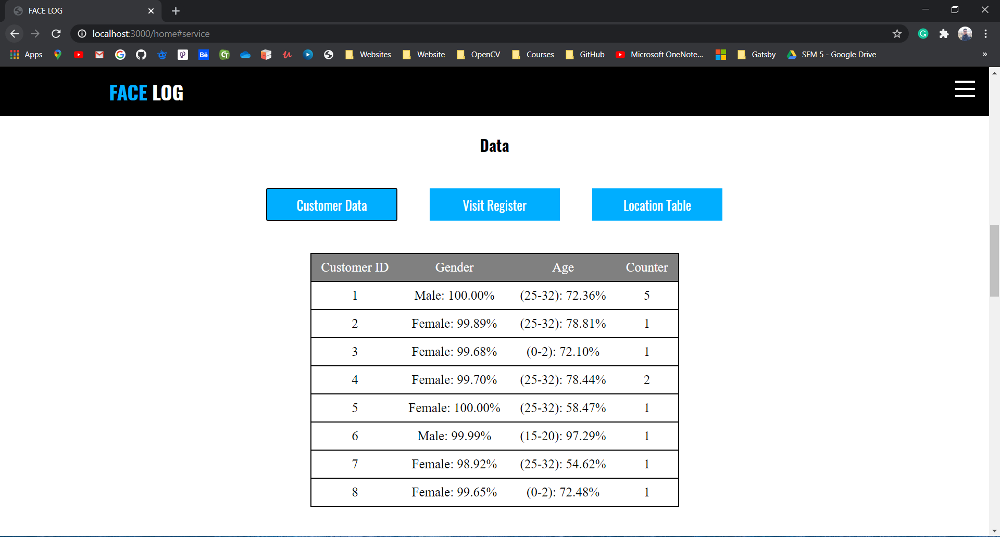 FACE LOG
localhost:3000/home#service
Apps Bē GT Websites Website OpenCV Courses GitHub Microsoft OneNote... Gatsby SEM 5 - Google Drive »
FACE LOG
Data
Customer Data Visit Register Location Table
Customer ID Gender Age Counter
1 Male: 100.00% (25-32): 72.36% 5
2 Female: 99.89% (25-32): 78.81% 1
3 Female: 99.68% (0-2): 72.10% 1
4 Female: 99.70% (25-32): 78.44% 2
5 Female: 100.00% (25-32): 58.47% 1
6 Male: 99.99% (15-20): 97.29% 1
7 Female: 98.92% (25-32): 54.62% 1
8 Female: 99.65% (0-2): 72.48% 1